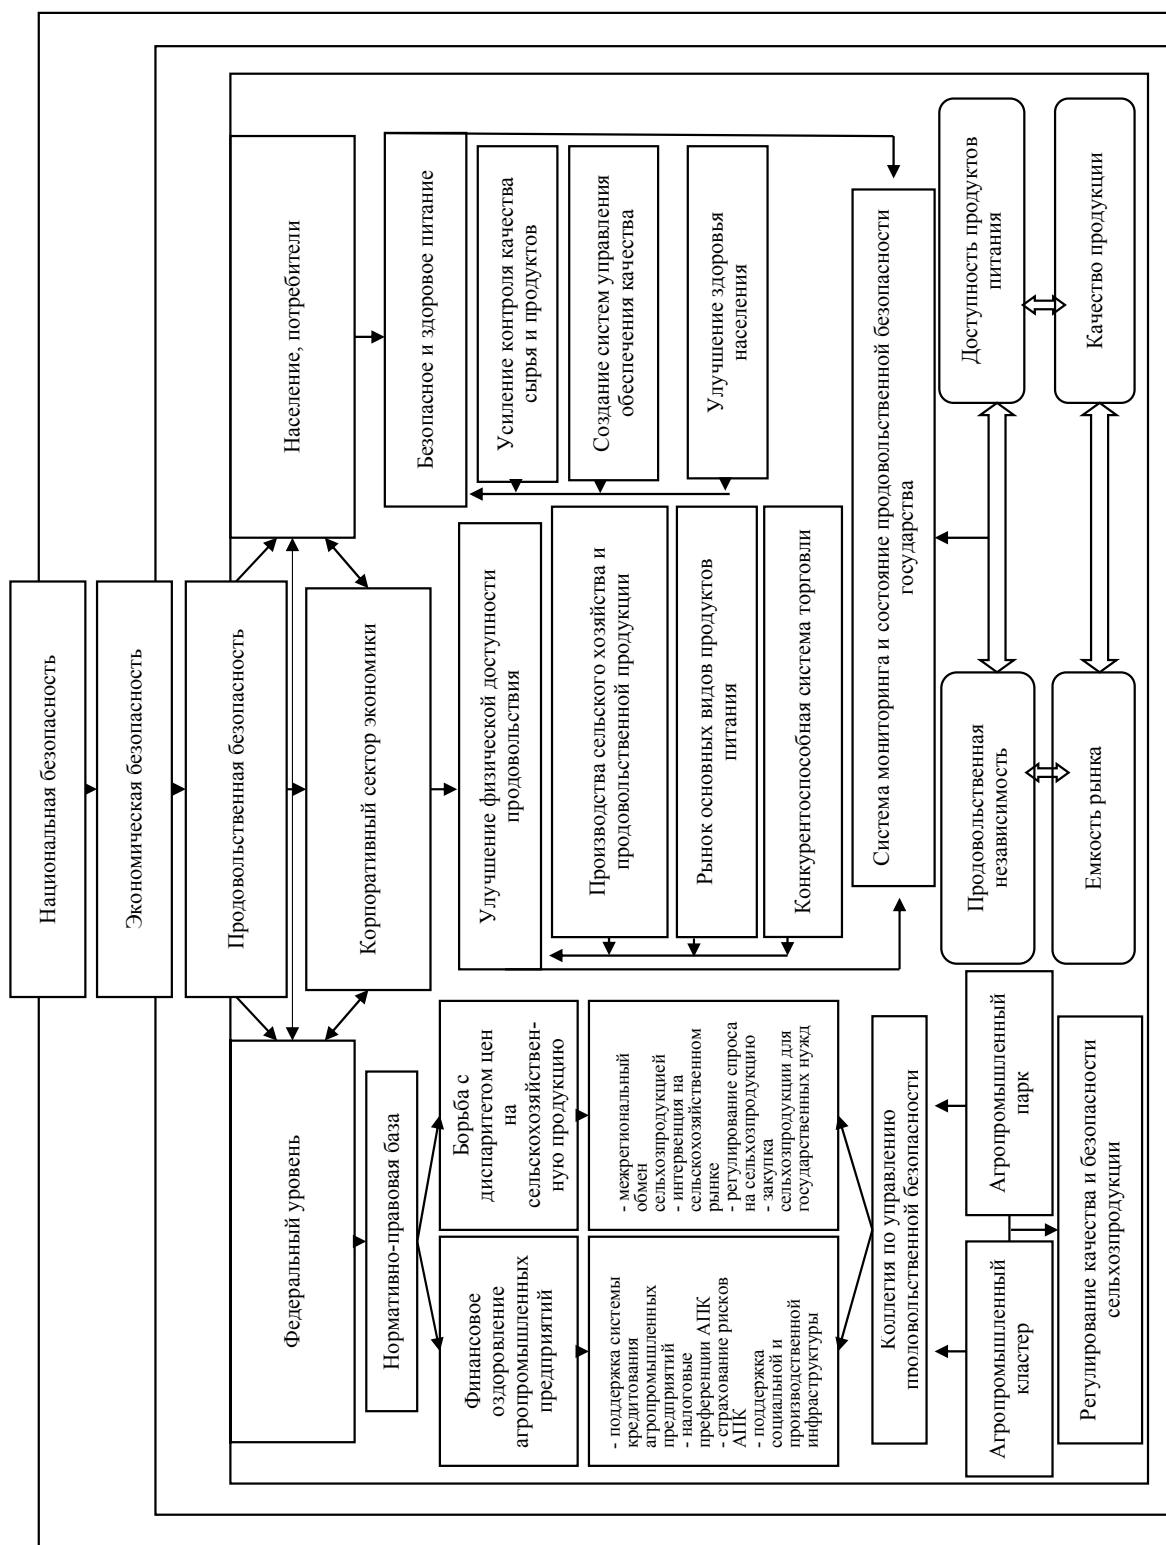 Национальная безопасность
Экономическая безопасность
Продовольственная безопасность
Федеральный уровень
Корпоративный сектор экономики
Население, потребители
Нормативно-правовая база
Финансовое
оздоровление
агропромышленных
предприятий
Борьба с
диспаритетом цен
на
сельскохозяйствен-
ную продукцию
- поддержка системы
кредитования
агропромышленных
предприятий
- налоговые
преференции АПК
- страхование рисков
АПК
- поддержка
социальной и
производственной
инфраструктуры
- межрегиональный
обмен
сельхозпродукцией
- интервенция на
сельскохозяйственном
рынке
- регулирование спроса
на сельхозпродукцию
- закупка
сельхозпродукции для
государственных нужд
Коллегия по управлению
продовольственной безопасности
Агропромышленный
кластер
Агропромышленный
парк
Регулирование качества и безопасности
сельхозпродукции
Улучшение физической доступности
продовольствия
Производства сельского хозяйства и
продовольственной продукции
Рынок основных видов продуктов
питания
Конкурентоспособная система торговли
Безопасное и здоровое питание
Усиление контроля качества
сырья и продуктов
Создание систем управления
обеспечения качества
Улучшение здоровья
населения
Система мониторинга и состояние продовольственной безопасности
государства
Продовольственная
независимость
Доступность продуктов
питания
Емкость рынка
Качество продукции